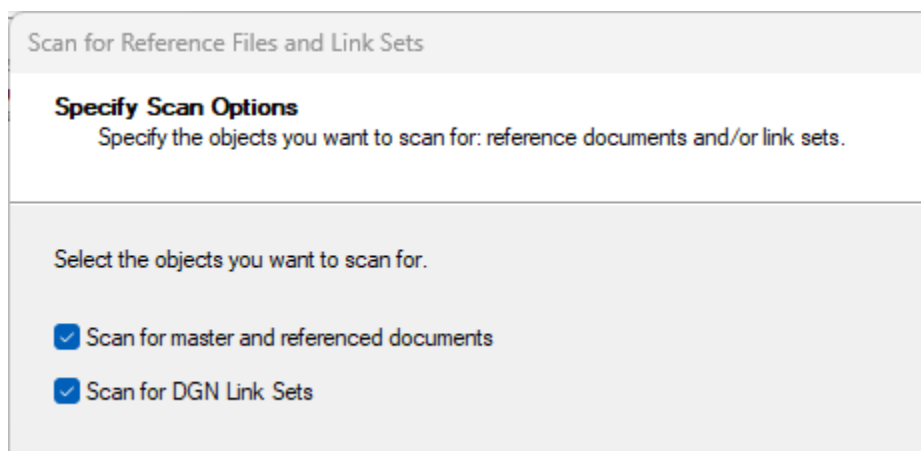 Scan for Reference Files and Link Sets
Specify Scan Options
Specify the objects you want to scan for: reference documents and/or link sets.
Select the objects you want to scan for.
Scan for master and referenced documents
Scan for DGN Link Sets